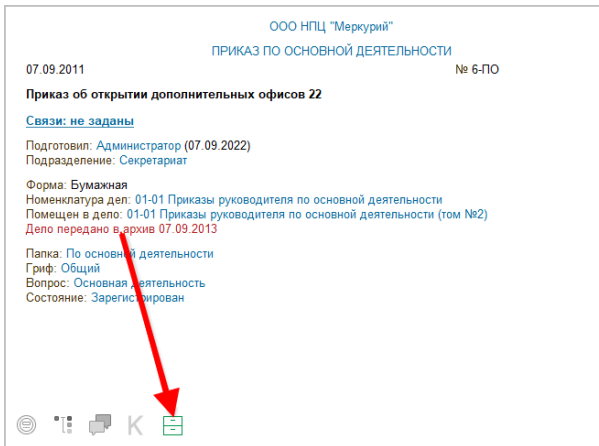 ООО НПЦ "Меркурий"
ПРИКАЗ ПО ОСНОВНОЙ ДЕЯТЕЛЬНОСТИ
07.09.2011 № 6-ПО
Приказ об открытии дополнительных офисов 22
Связи: не заданы
Подготовил: Администратор (07.09.2022)
Подразделение: Секретариат
Форма: Бумажная
Номенклатура дел: 01-01 Приказы руководителя по основной деятельности
Помещен в дело: 01-01 Приказы руководителя по основной деятельности (том №2)
Дело передано в архив 07.09.2013
Папка: По основной деятельности
Гриф: Общий
Вопрос: Основная деятельность
Состояние: Зарегистрирован
K